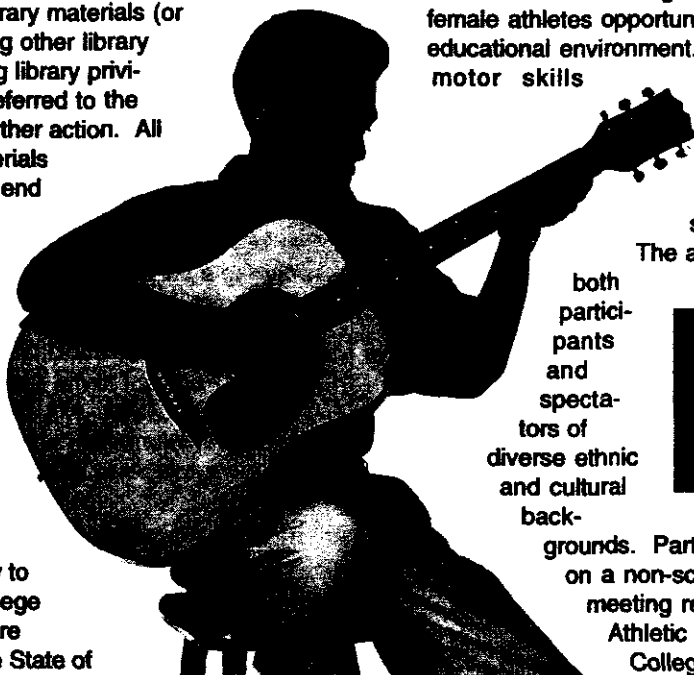 rary materials (or
g other library
g library privi-
eferred to the
ther action. All
erials
end
y to
ege
re
e State of
female athletes opportun
educational environment.
motor skills
s
The a
both
partici-
pants
and
specta-
tors of
diverse ethnic
and cultural
back-
grounds. Part
on a non-sc
meeting r
Athletic
Colleg